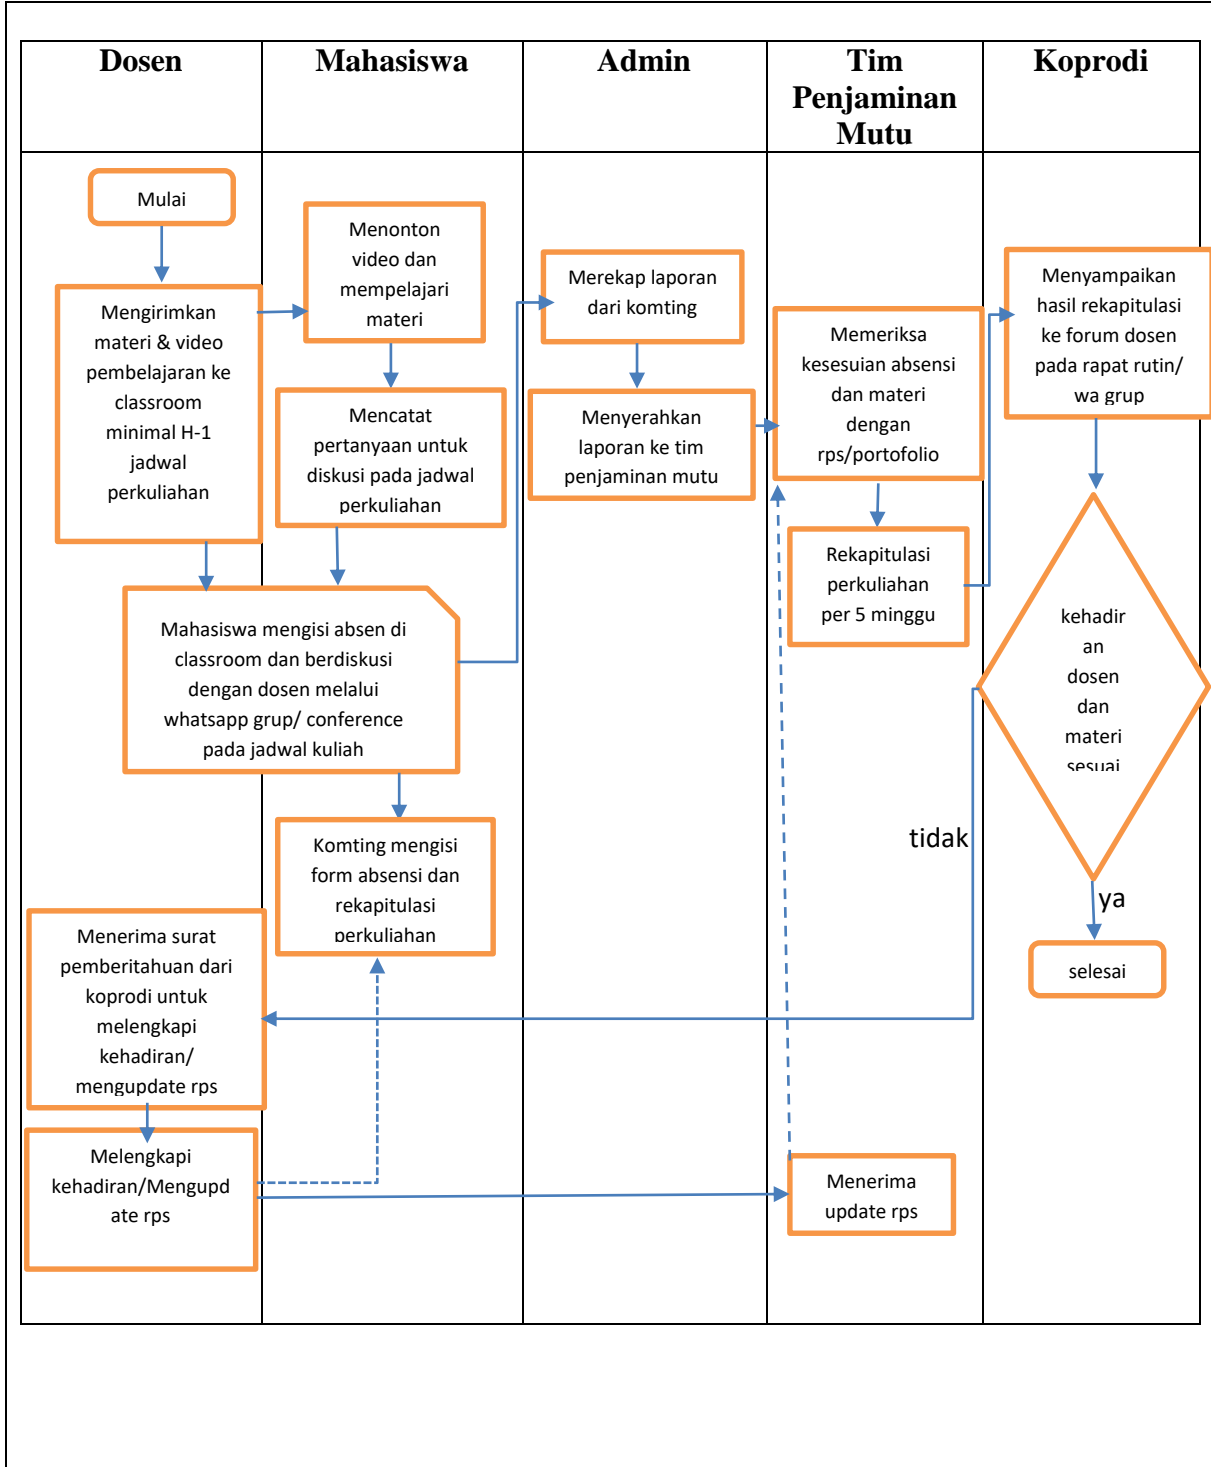 Dosen
Mahasiswa
Admin
Tim
Penjaminan
Mutu
Koprodi
Mulai
Mengirimkan
materi & video
pembelajaran ke
classroom
minimal H-1
jadwal
perkuliahan
Menonton
video dan
mempelajari
materi
Mencatat
pertanyaan untuk
diskusi pada jadwal
perkuliahan
Mahasiswa mengisi absen di
classroom dan berdiskusi
dengan dosen melalui
whatsapp grup/ conference
pada jadwal kuliah
Komting mengisi
form absensi dan
rekapitulasi
perkuliahan
Merekap laporan
dari komting
Menyerahkan
laporan ke tim
penjaminan mutu
Memeriksa
kesesuian absensi
dan materi
dengan
rps/portofolio
Rekapitulasi
perkuliahan
per 5 minggu
Menyampaikan
hasil rekapitulasi
ke forum dosen
pada rapat rutin/
wa grup
kehadir
an
dosen
dan
materi
sesuai
tidak
ya
selesai
Menerima surat
pemberitahuan dari
koprodi untuk
melengkapi
kehadiran/
mengupdate rps
Melengkapi
kehadiran/Mengupd
ate rps
Menerima
update rps